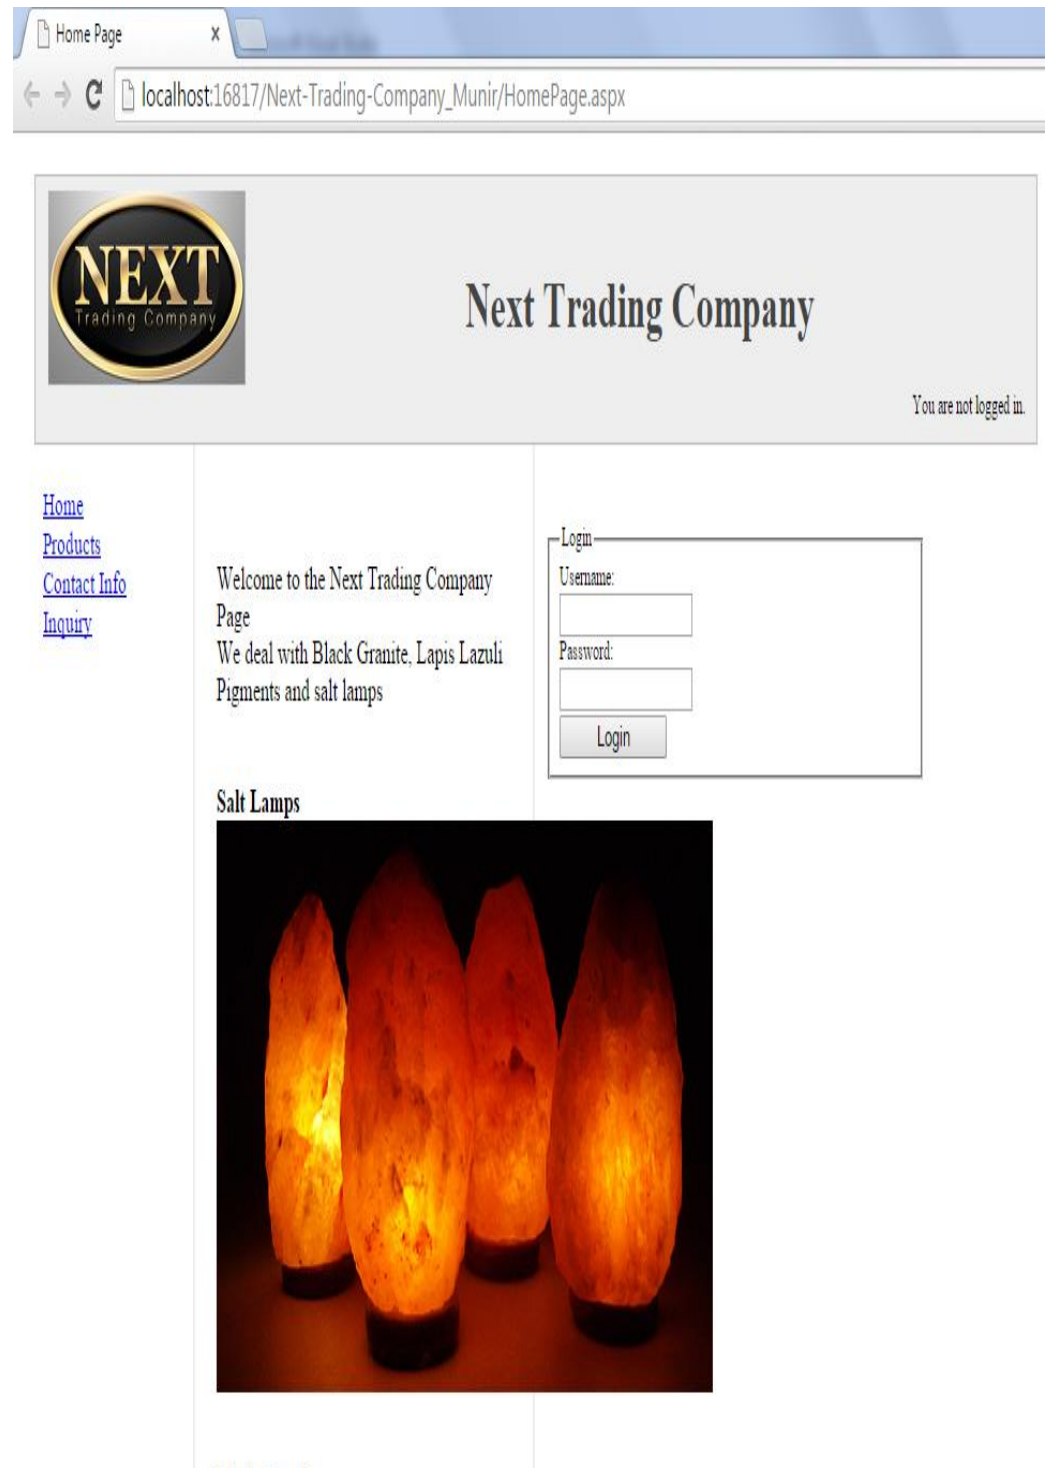 Home Page
localhost:16817/Next-Trading-Company_Munir/HomePage.aspx
NEXT
Trading Company
Next Trading Company
You are not logged in.
Home
Products
Contact Info
Inquiry
Welcome to the Next Trading Company
Page
We deal with Black Granite, Lapis Lazuli
Pigments and salt lamps
Salt Lamps
Login
Username:
Password:
Login